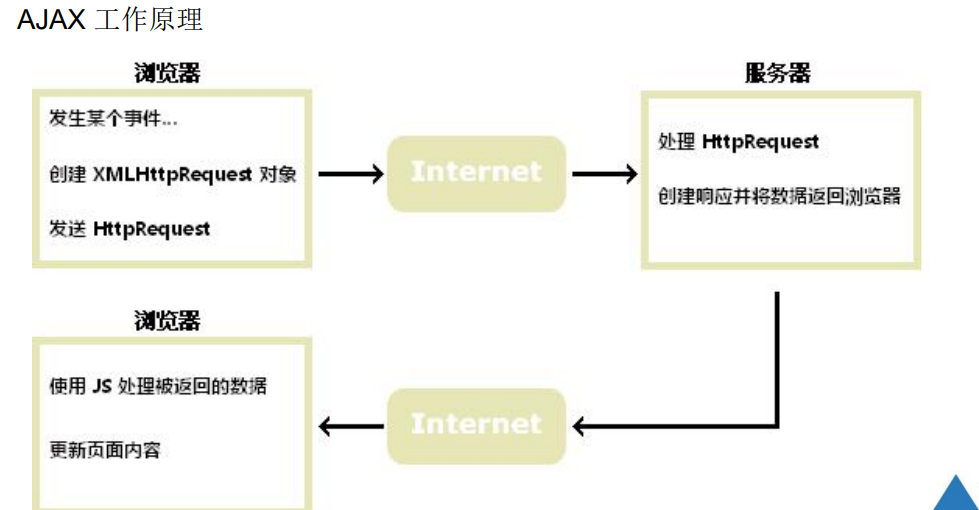 AJAX 工作原理
浏览器
发生某个事件...
创建 XMLHttpRequest 对象
发送 HttpRequest
Internet
服务器
处理 HttpRequest
创建响应并将数据返回浏览器
浏览器
使用 JS 处理被返回的数据
更新页面内容
Internet